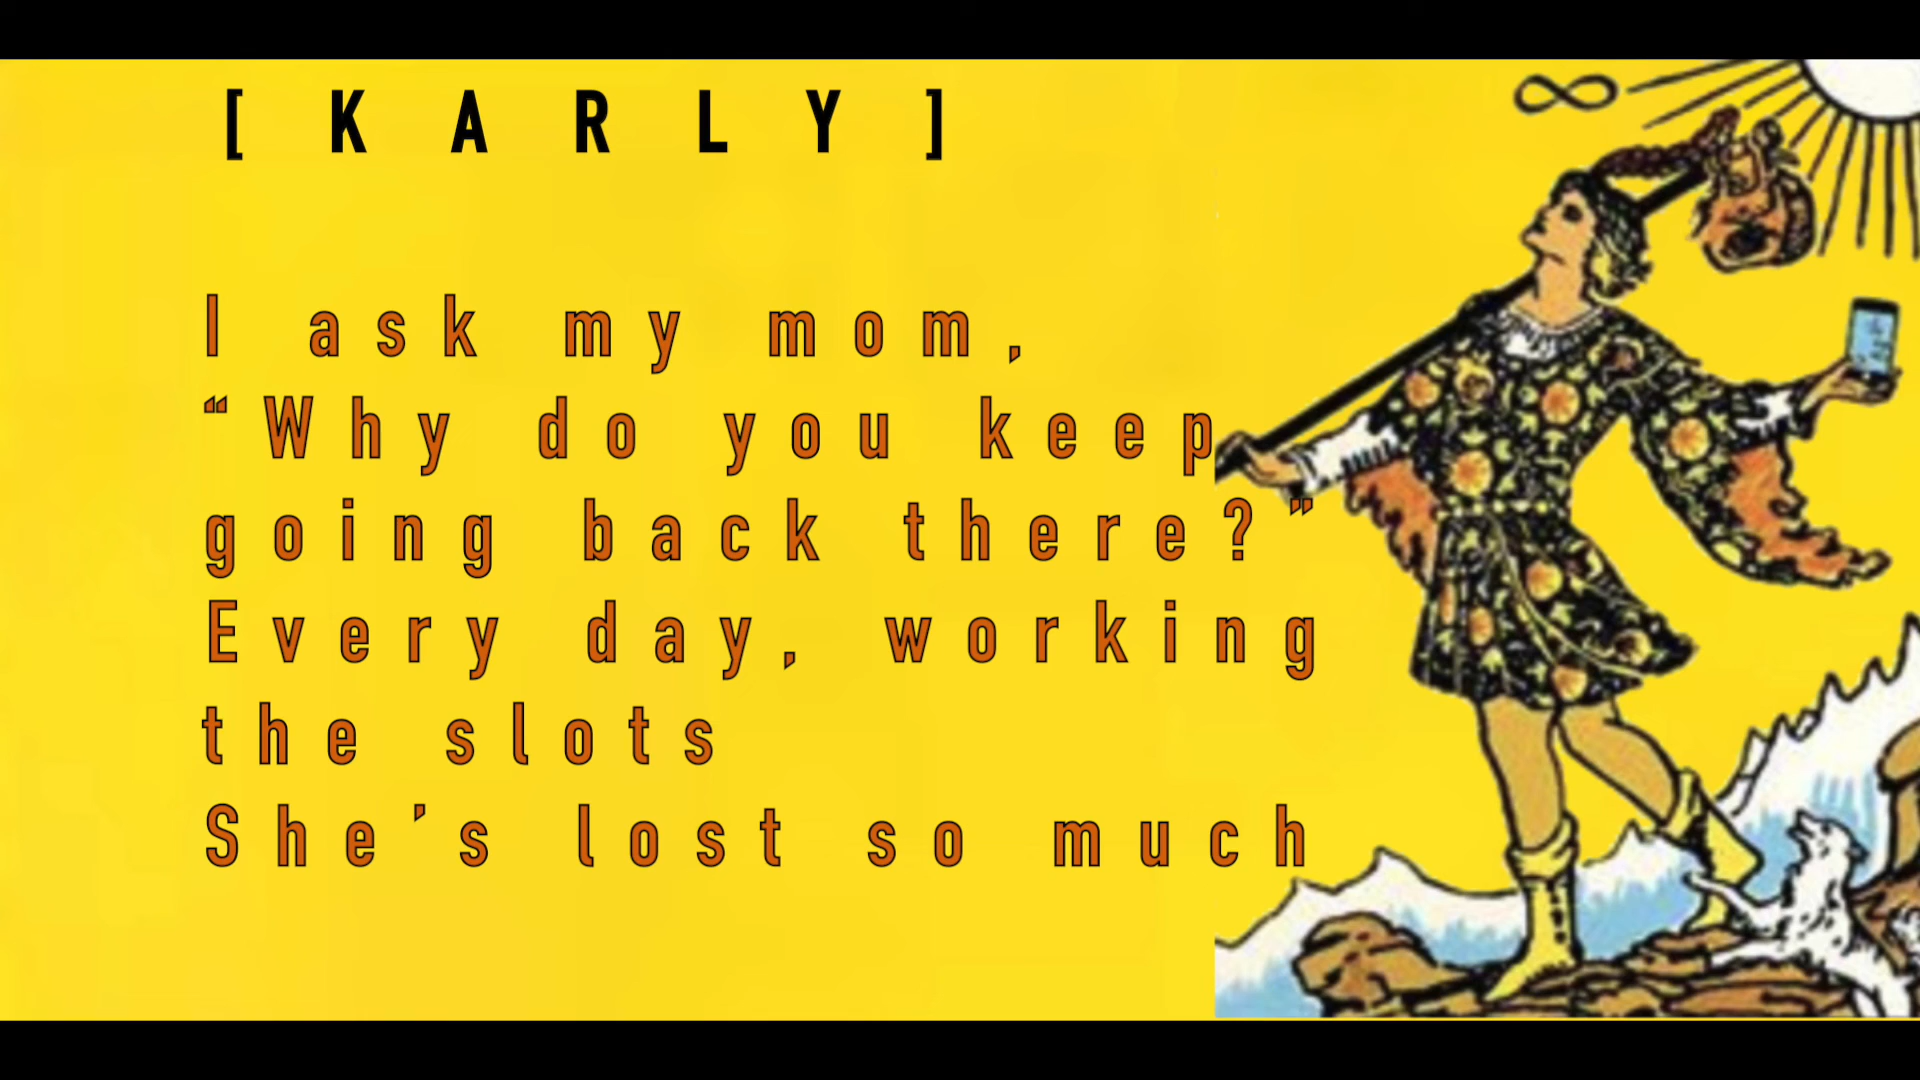 [KARLY]
I ask my mom,
“Why do you keep
going back there?”
Every day, working
the slots
She’s lost so much